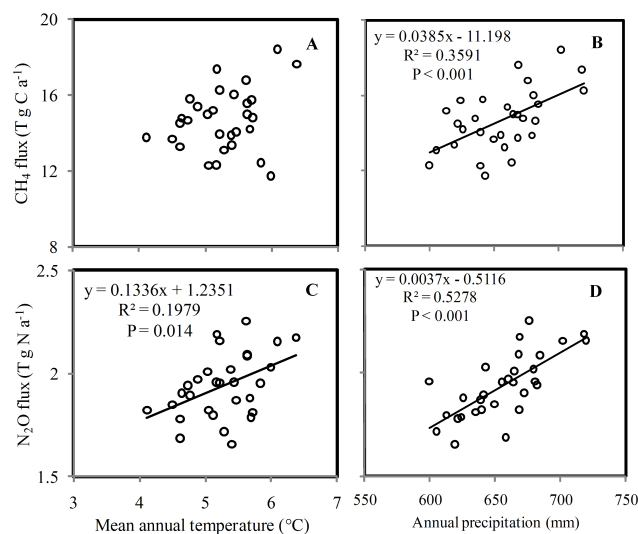 20
16
12
8
CH₄ flux (T g C a⁻¹)
A
y = 0.0385x - 11.198
R² = 0.3591
P < 0.001
B
2.5
2
1.5
N₂O flux (T g N a⁻¹)
y = 0.1336x + 1.2351
R² = 0.1979
P = 0.014
C
y = 0.0037x - 0.5116
R² = 0.5278
P < 0.001
D
3 4 5 6 7
550 600 650 700 750
Mean annual temperature (°C)
Annual precipitation (mm)